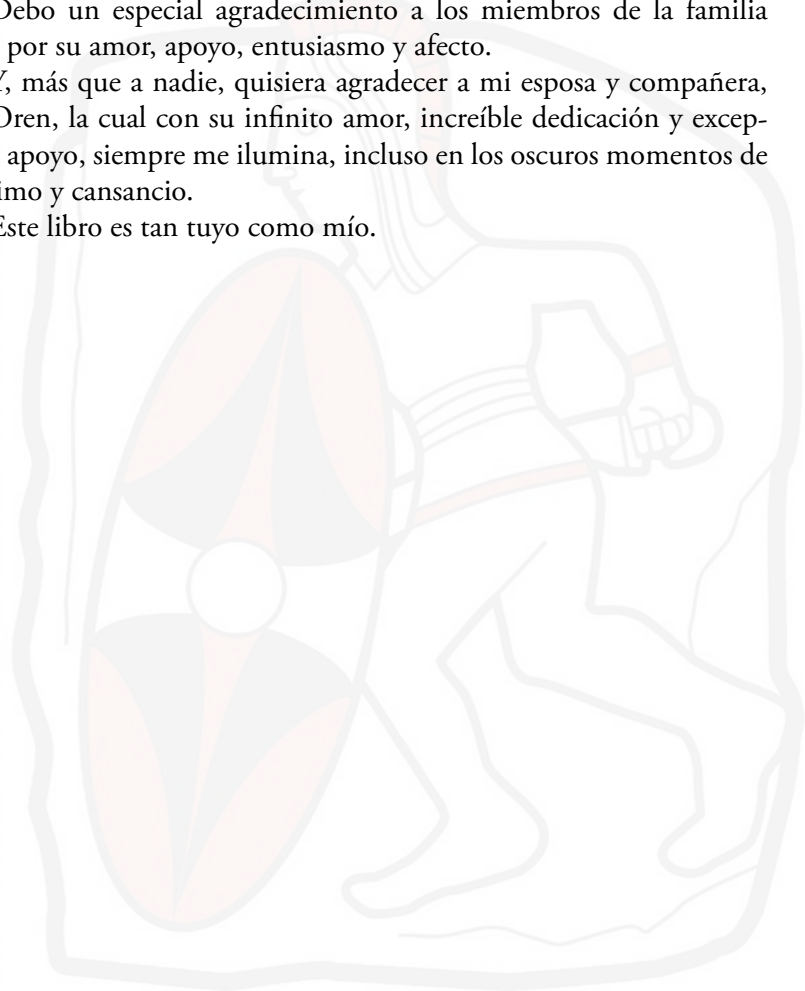 Debo un especial agradecimiento a los miembros de la familia
por su amor, apoyo, entusiasmo y afecto.
Y, más que a nadie, quisiera agradecer a mi esposa y compañera,
Oren, la cual con su infinito amor, increíble dedicación y excep-
apoyo, siempre me ilumina, incluso en los oscuros momentos de
imo y cansancio.
Este libro es tan tuyo como mío.